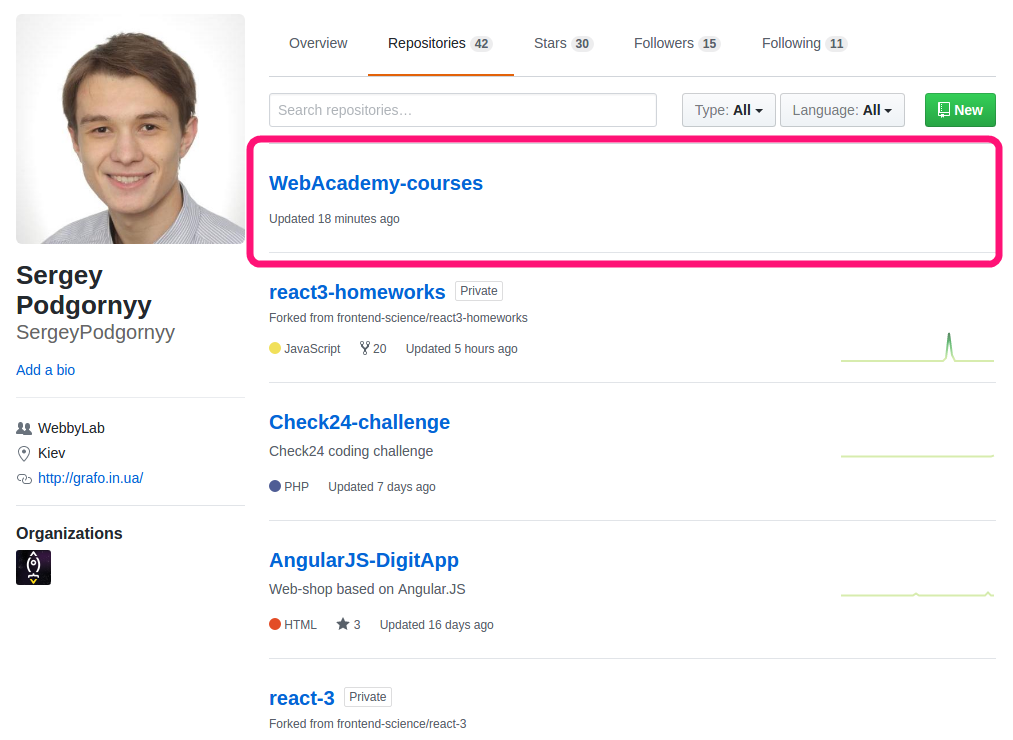 Overview Repositories 42 Stars 30 Followers 15 Following 11
Search repositories… Type: All Language: All New
WebAcademy-courses
Updated 18 minutes ago
Sergey
Podgornyy
SergeyPodgornyy
Add a bio
WebbyLab
Kiev
http://grafo.in.ua/
Organizations
react3-homeworks Private
Forked from frontend-science/react3-homeworks
JavaScript 20 Updated 5 hours ago
Check24-challenge
Check24 coding challenge
PHP Updated 7 days ago
AngularJS-DigitApp
Web-shop based on Angular.JS
HTML 3 Updated 16 days ago
react-3 Private
Forked from frontend-science/react-3